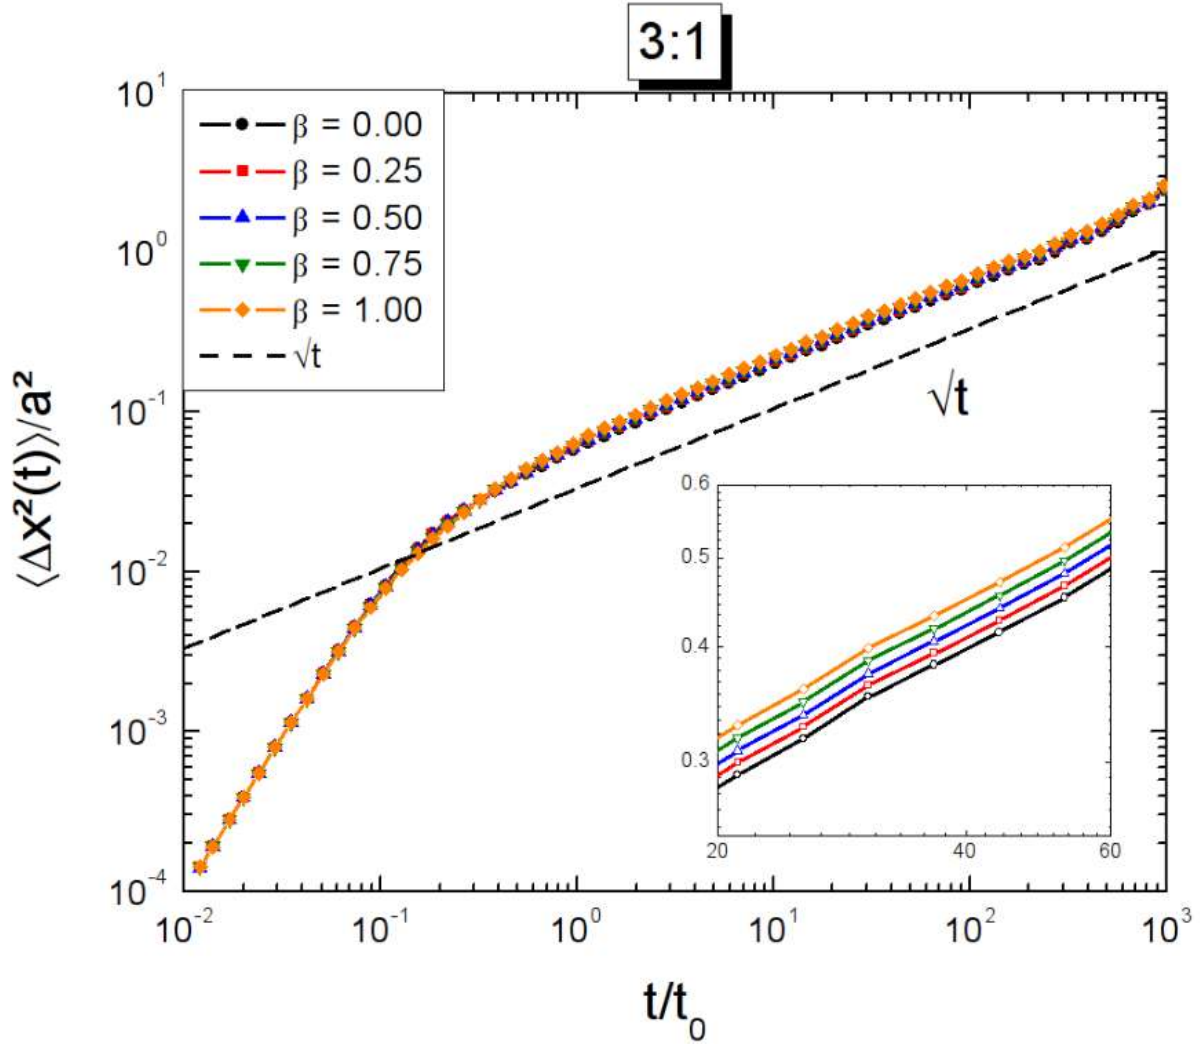 3:1
10¹
β = 0.00
β = 0.25
β = 0.50
β = 0.75
β = 1.00
√t
10⁰
10⁻¹
10⁻²
10⁻³
10⁻⁴
⟨Δx²(t)⟩/a²
√t
0.6
0.5
0.4
0.3
20 40 60
10⁻² 10⁻¹ 10⁰ 10¹ 10² 10³
t/t₀